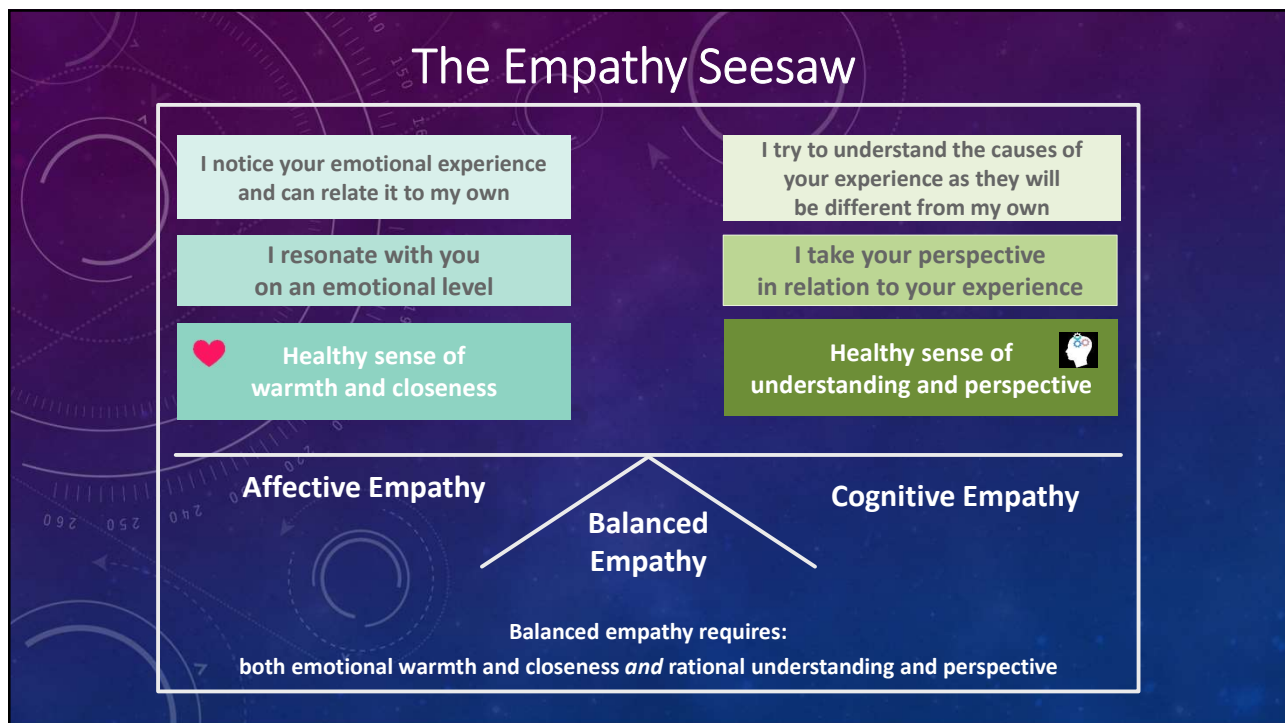 The Empathy Seesaw
I notice your emotional experience
and can relate it to my own
I resonate with you
on an emotional level
Healthy sense of
warmth and closeness
I try to understand the causes of
your experience as they will
be different from my own
I take your perspective
in relation to your experience
Healthy sense of
understanding and perspective
Affective Empathy
Cognitive Empathy
Balanced
Empathy
Balanced empathy requires:
both emotional warmth and closeness and rational understanding and perspective
150
260
250
240